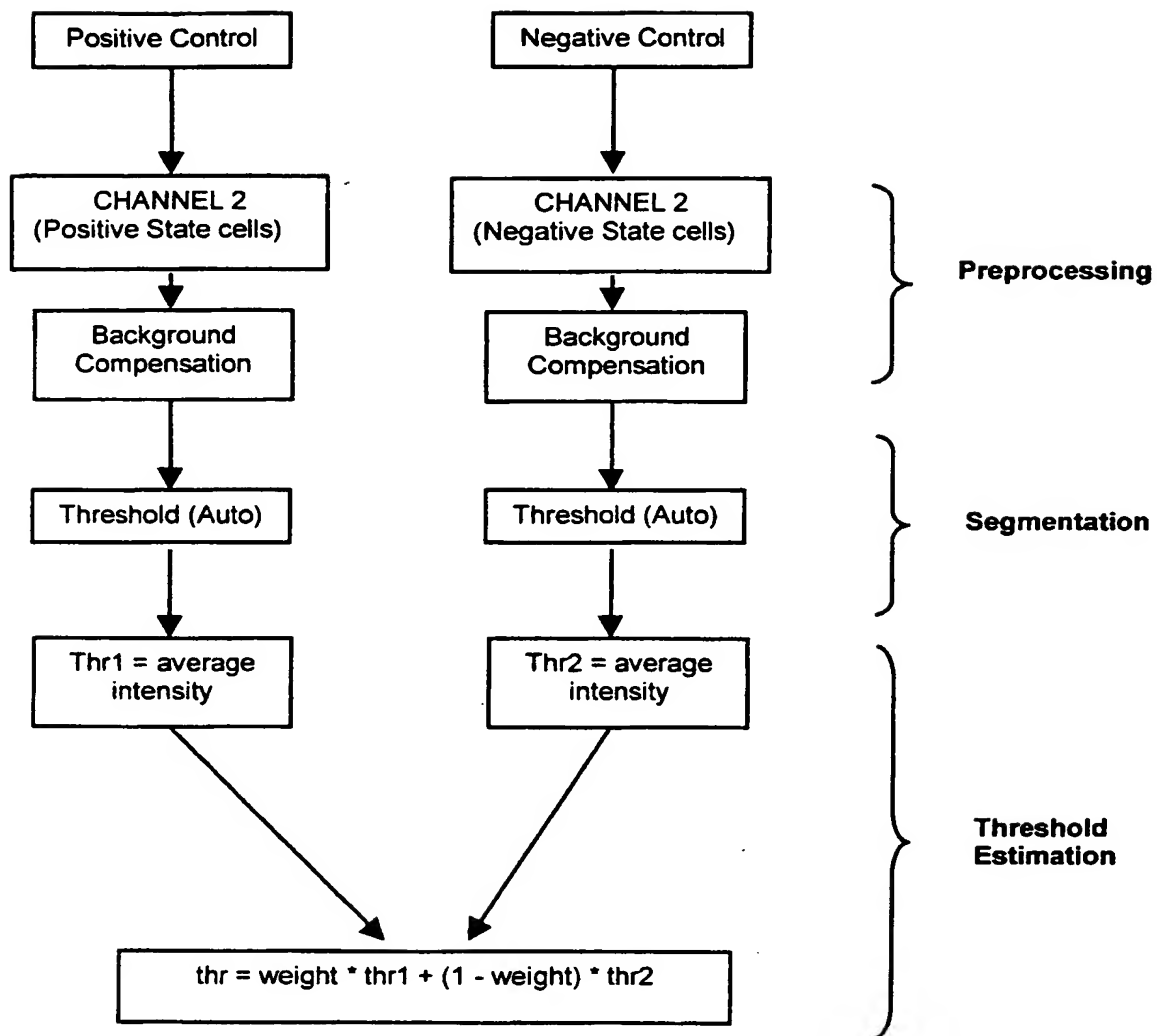 Positive Control
Negative Control
CHANNEL 2
(Positive State cells)
CHANNEL 2
(Negative State cells)
Preprocessing
Background
Compensation
Background
Compensation
Threshold (Auto)
Threshold (Auto)
Segmentation
Thr1 = average
intensity
Thr2 = average
intensity
Threshold
Estimation
thr = weight * thr1 + (1 - weight) * thr2